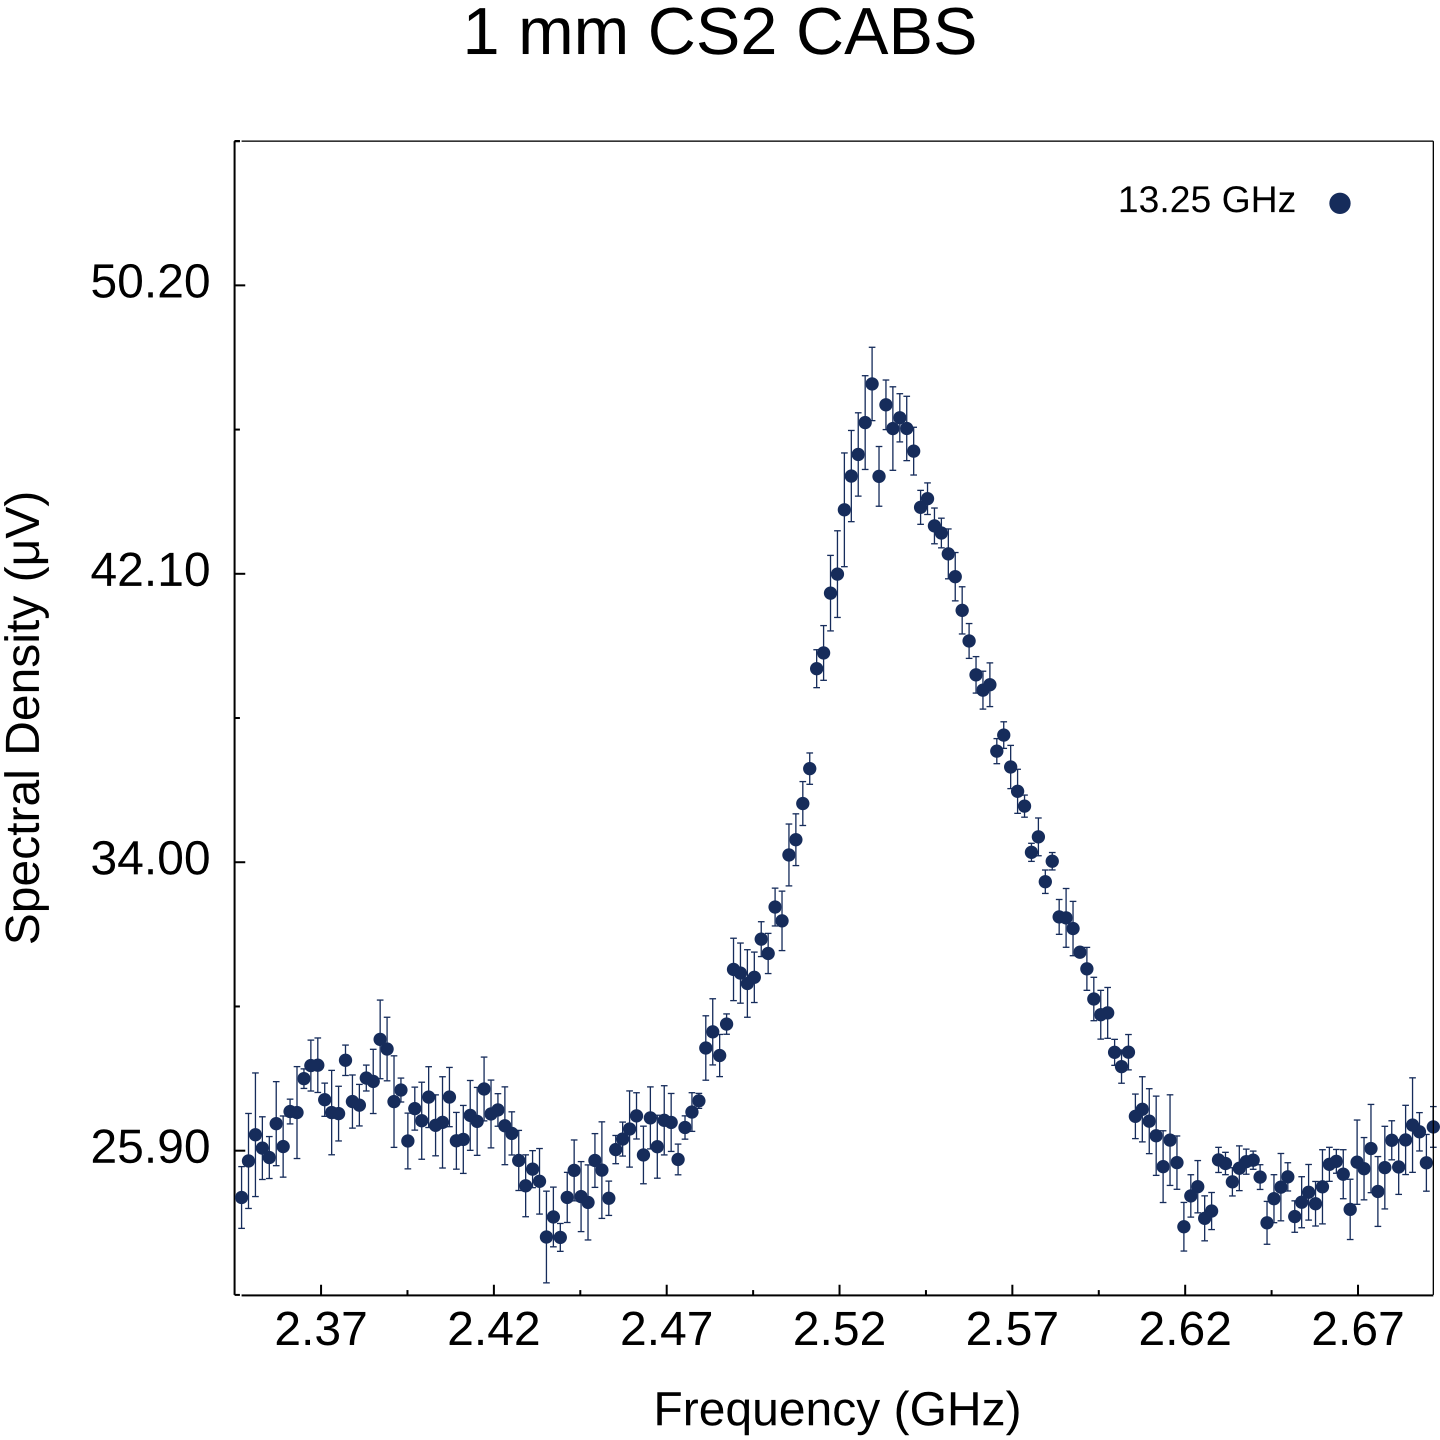 1 mm CS2 CABS
13.25 GHz
50.20
42.10
34.00
25.90
Spectral Density (μV)
2.37 2.42 2.47 2.52 2.57 2.62 2.67
Frequency (GHz)